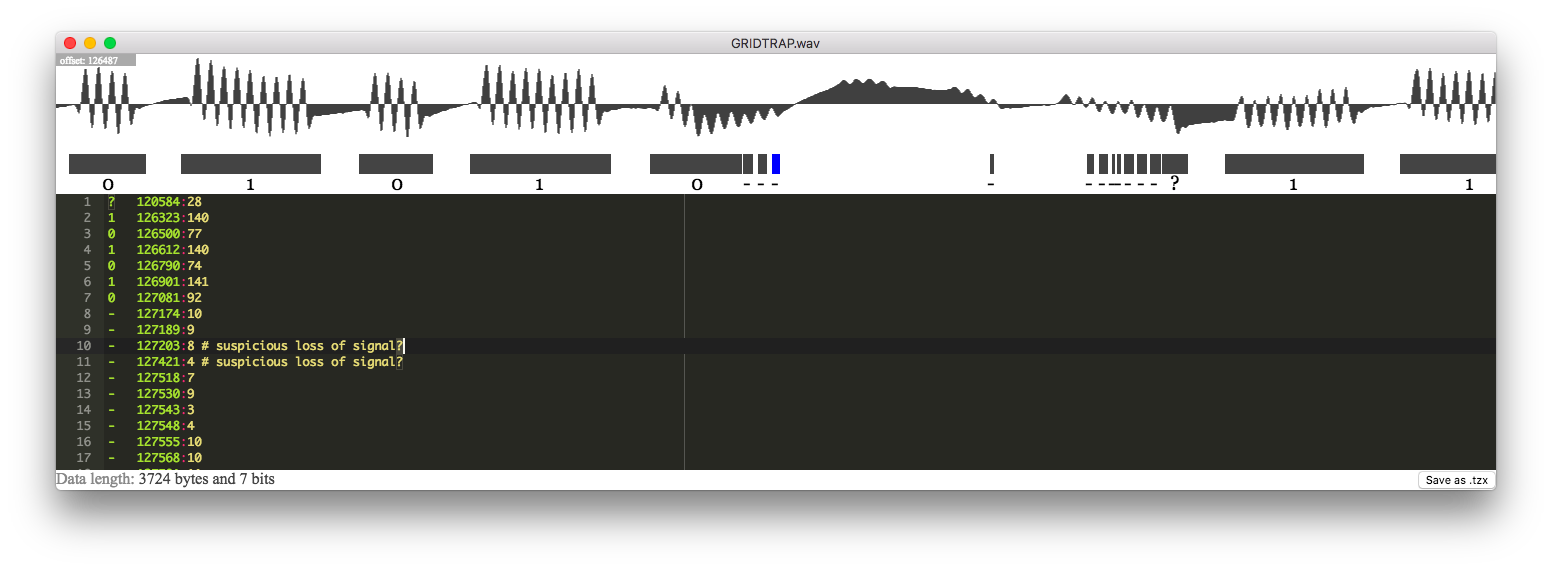 GRIDTRAP.wav
offset: 126487
0 1 0 1 0 - - - - - - - - - - - ? 1 1
1 ? 120584:28
2 1 126323:140
3 0 126500:77
4 1 126612:140
5 0 126790:74
6 1 126901:141
7 0 127081:92
8 - 127174:10
9 - 127189:9
10 - 127203:8 # suspicious loss of signal?
11 - 127421:4 # suspicious loss of signal?
12 - 127518:7
13 - 127530:9
14 - 127543:3
15 - 127548:4
16 - 127555:10
17 - 127568:10
Data length: 3724 bytes and 7 bits
Save as .tzx